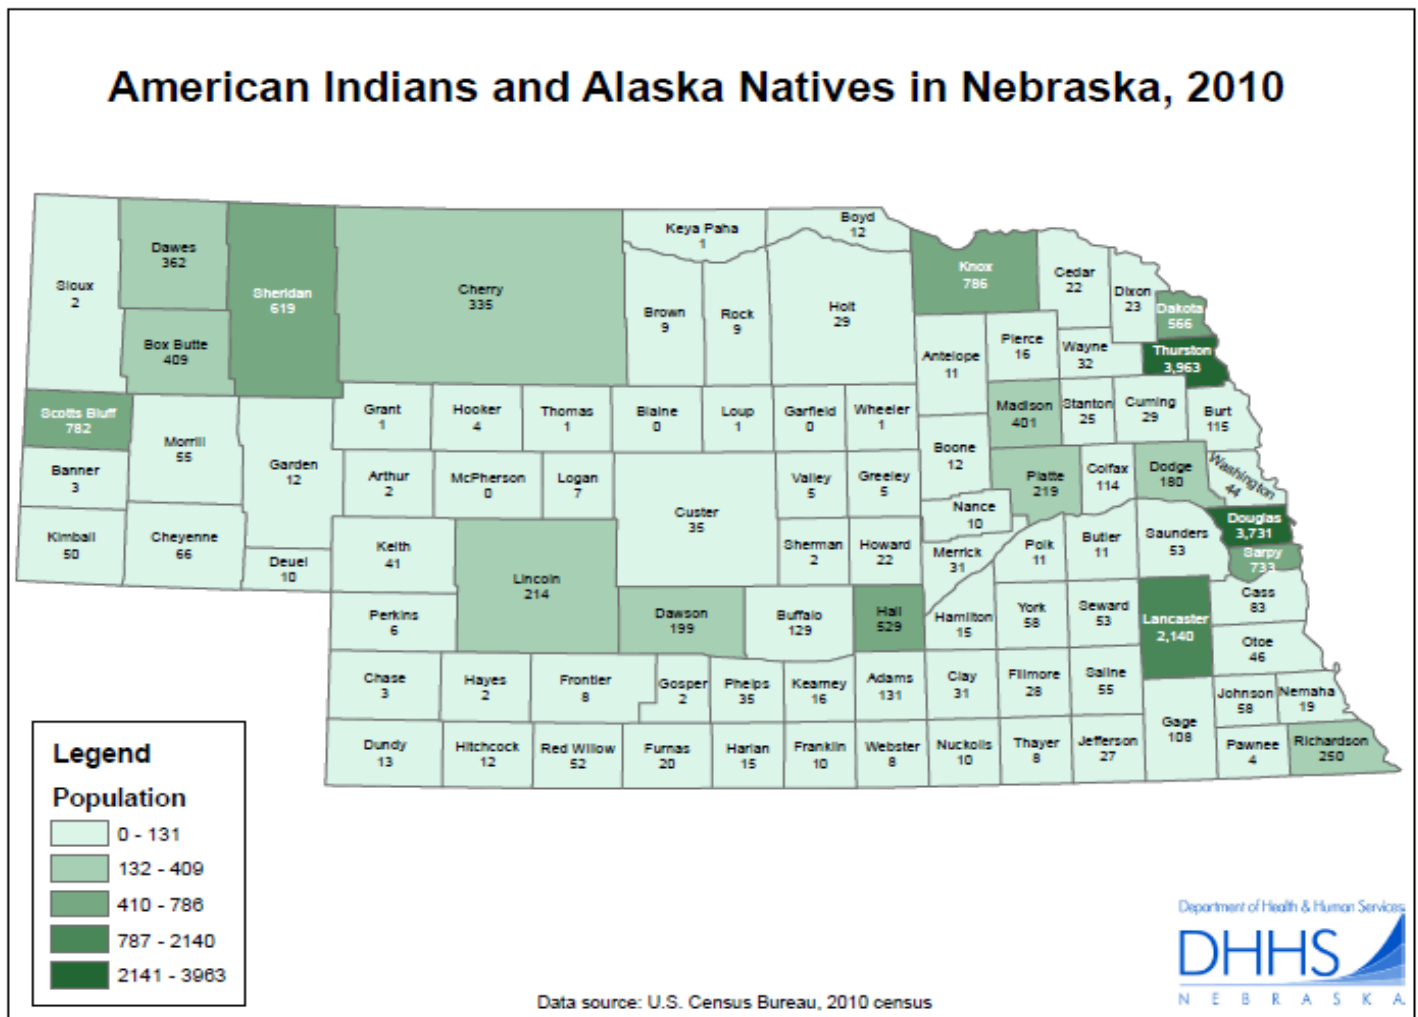 American Indians and Alaska Natives in Nebraska, 2010
Sioux
2
Dawes
362
Box Butte
409
Sheridan
619
Cherry
335
Keya Paha
1
Boyd
12
Brown
9
Rock
9
Holt
29
Knox
786
Cedar
22
Dixon
23
Dakota
566
Antelope
11
Pierce
16
Wayne
32
Thurston
3,963
Scotts Bluff
782
Morrill
55
Garden
12
Grant
1
Hooker
4
Thomas
1
Blaine
0
Loup
1
Garfield
0
Wheeler
1
Madison
401
Stanton
25
Cuming
29
Burt
115
Banner
3
Arthur
2
McPherson
0
Logan
7
Custer
35
Valley
5
Greeley
5
Boone
12
Platte
219
Colfax
114
Dodge
180
Washington
44
Nance
10
Kimball
50
Cheyenne
66
Deuel
10
Keith
41
Lincoln
214
Sherman
2
Howard
22
Merrick
31
Polk
11
Butler
11
Saunders
53
Douglas
3,731
Sarpy
733
Perkins
6
Dawson
199
Buffalo
129
Hall
529
Hamilton
15
York
58
Seward
53
Lancaster
2,140
Cass
83
Otoe
46
Chase
3
Hayes
2
Frontier
8
Gosper
2
Phelps
35
Kearney
16
Adams
131
Clay
31
Fillmore
28
Saline
55
Gage
108
Johnson
58
Nemaha
19
Dundy
13
Hitchcock
12
Red Willow
52
Furnas
20
Harlan
15
Franklin
10
Webster
8
Nuckolls
10
Thayer
8
Jefferson
27
Pawnee
4
Richardson
250
Legend
Population
0 - 131
132 - 409
410 - 786
787 - 2140
2141 - 3963
Data source: U.S. Census Bureau, 2010 census
Department of Health & Human Services
DHHS
NEBRASKA